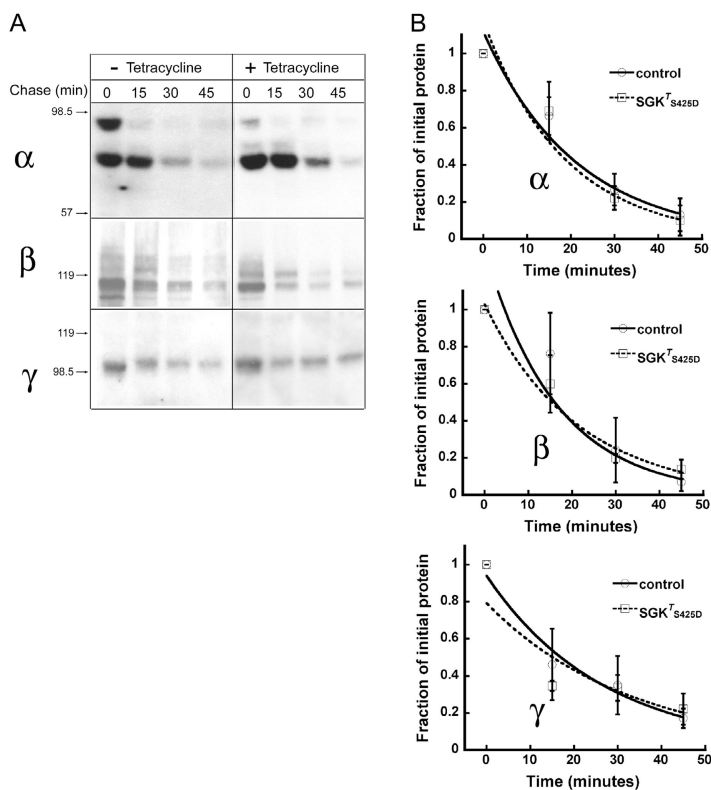 A
- Tetracycline + Tetracycline
Chase (min) 0 15 30 45 0 15 30 45
98.5
α
57
β
119
119
γ
98.5
B
1
0.8
0.6
0.4
0.2
0
Fraction of initial protein
control
SGKᵀS425D
α
0 10 20 30 40 50
Time (minutes)
1
0.8
0.6
0.4
0.2
0
Fraction of initial protein
control
SGKᵀS425D
β
0 10 20 30 40 50
Time (minutes)
1
0.8
0.6
0.4
0.2
0
Fraction of initial protein
control
SGKᵀS425D
γ
0 10 20 30 40 50
Time (minutes)